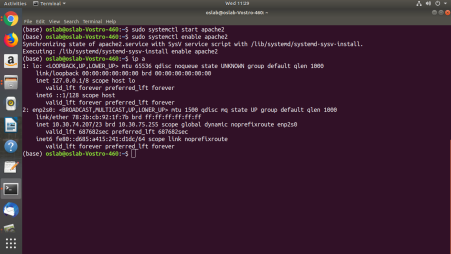 Activities Terminal Wed 11:29
oslab@oslab-Vostro-460: ~
File Edit View Search Terminal Help
(base) oslab@oslab-Vostro-460:~$ sudo systemctl start apache2
(base) oslab@oslab-Vostro-460:~$ sudo systemctl enable apache2
Synchronizing state of apache2.service with SysV service script with /lib/systemd/systemd-sysv-install.
Executing: /lib/systemd/systemd-sysv-install enable apache2
(base) oslab@oslab-Vostro-460:~$ ip a
1: lo: <LOOPBACK,UP,LOWER_UP> mtu 65536 qdisc noqueue state UNKNOWN group default qlen 1000
link/loopback 00:00:00:00:00:00 brd 00:00:00:00:00:00
inet 127.0.0.1/8 scope host lo
valid_lft forever preferred_lft forever
inet6 ::1/128 scope host
valid_lft forever preferred_lft forever
2: enp2s0: <BROADCAST,MULTICAST,UP,LOWER_UP> mtu 1500 qdisc mq state UP group default qlen 1000
link/ether 78:2b:cb:92:1f:7b brd ff:ff:ff:ff:ff:ff
inet 10.30.74.207/23 brd 10.30.75.255 scope global dynamic noprefixroute enp2s0
valid_lft 687682sec preferred_lft 687682sec
inet6 fe80::d685:a415:241:d1dc/64 scope link noprefixroute
valid_lft forever preferred_lft forever
(base) oslab@oslab-Vostro-460:~$